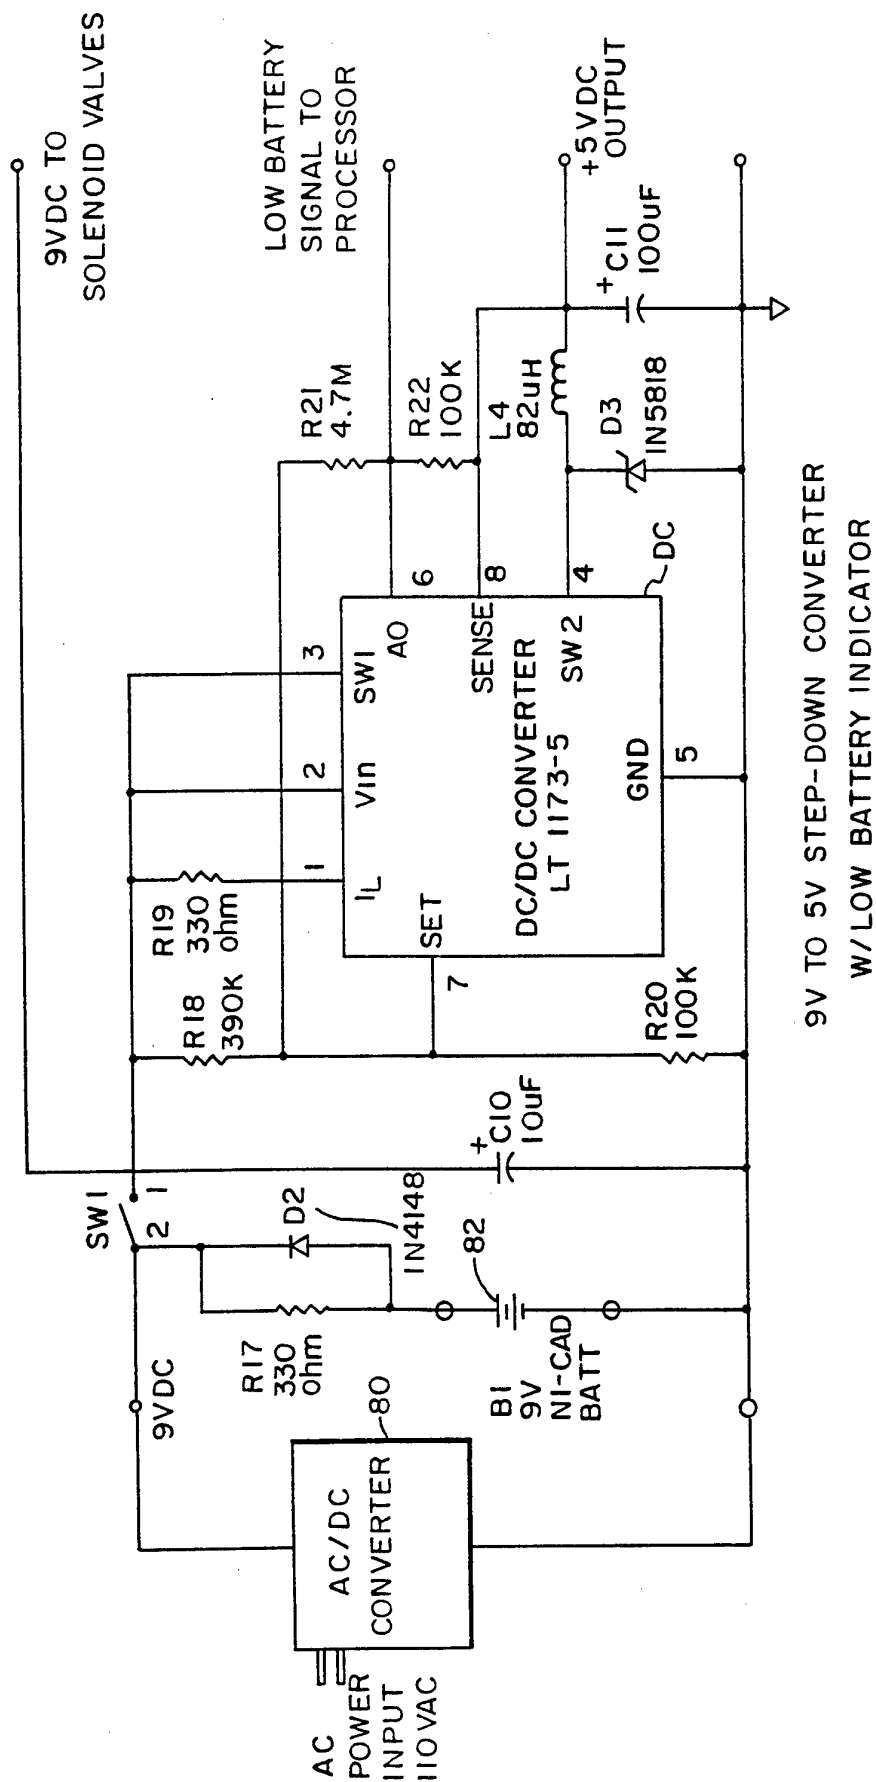 9VDC TO
SOLENOID VALVES
LOW BATTERY
SIGNAL TO
PROCESSOR
+5VDC
OUTPUT
SW1
1
2
R18
390K
R19
330
ohm
1
2
3
IL
Vin
SW1
AO
6
SENSE
8
SW2
4
SET
7
GND
5
DC/DC CONVERTER
LT 1173-5
DC
R21
4.7M
R22
100K
L4
82uH
D3
IN5818
+
C11
100uF
R20
100K
+
C10
10uF
D2
IN4148
R17
330
ohm
82
B1
9V
NI-CAD
BATT
9VDC
80
AC/DC
CONVERTER
AC
POWER
INPUT
110VAC
9V TO 5V STEP-DOWN CONVERTER
W/LOW BATTERY INDICATOR